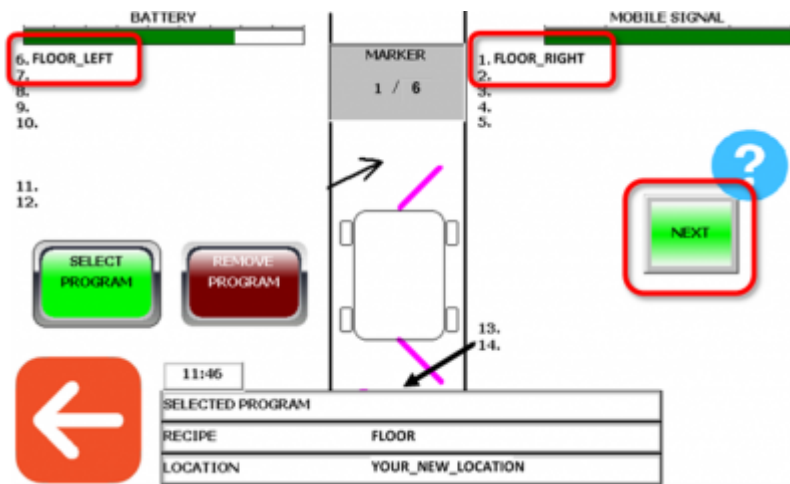 BATTERY
MOBILE SIGNAL
6. FLOOR_LEFT
7.
8.
9.
10.
11.
12.
MARKER
1 / 6
1. FLOOR_RIGHT
2.
3.
4.
5.
?
NEXT
SELECT
PROGRAM
REMOVE
PROGRAM
13.
14.
11:46
SELECTED PROGRAM
RECIPE FLOOR
LOCATION YOUR_NEW_LOCATION